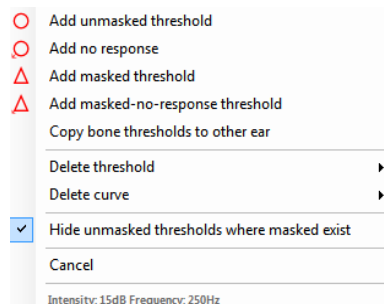 Add unmasked threshold
Add no response
Add masked threshold
Add masked-no-response threshold
Copy bone thresholds to other ear
Delete threshold
Delete curve
Hide unmasked thresholds where masked exist
Cancel
Intensity: 15dB Frequency: 250Hz